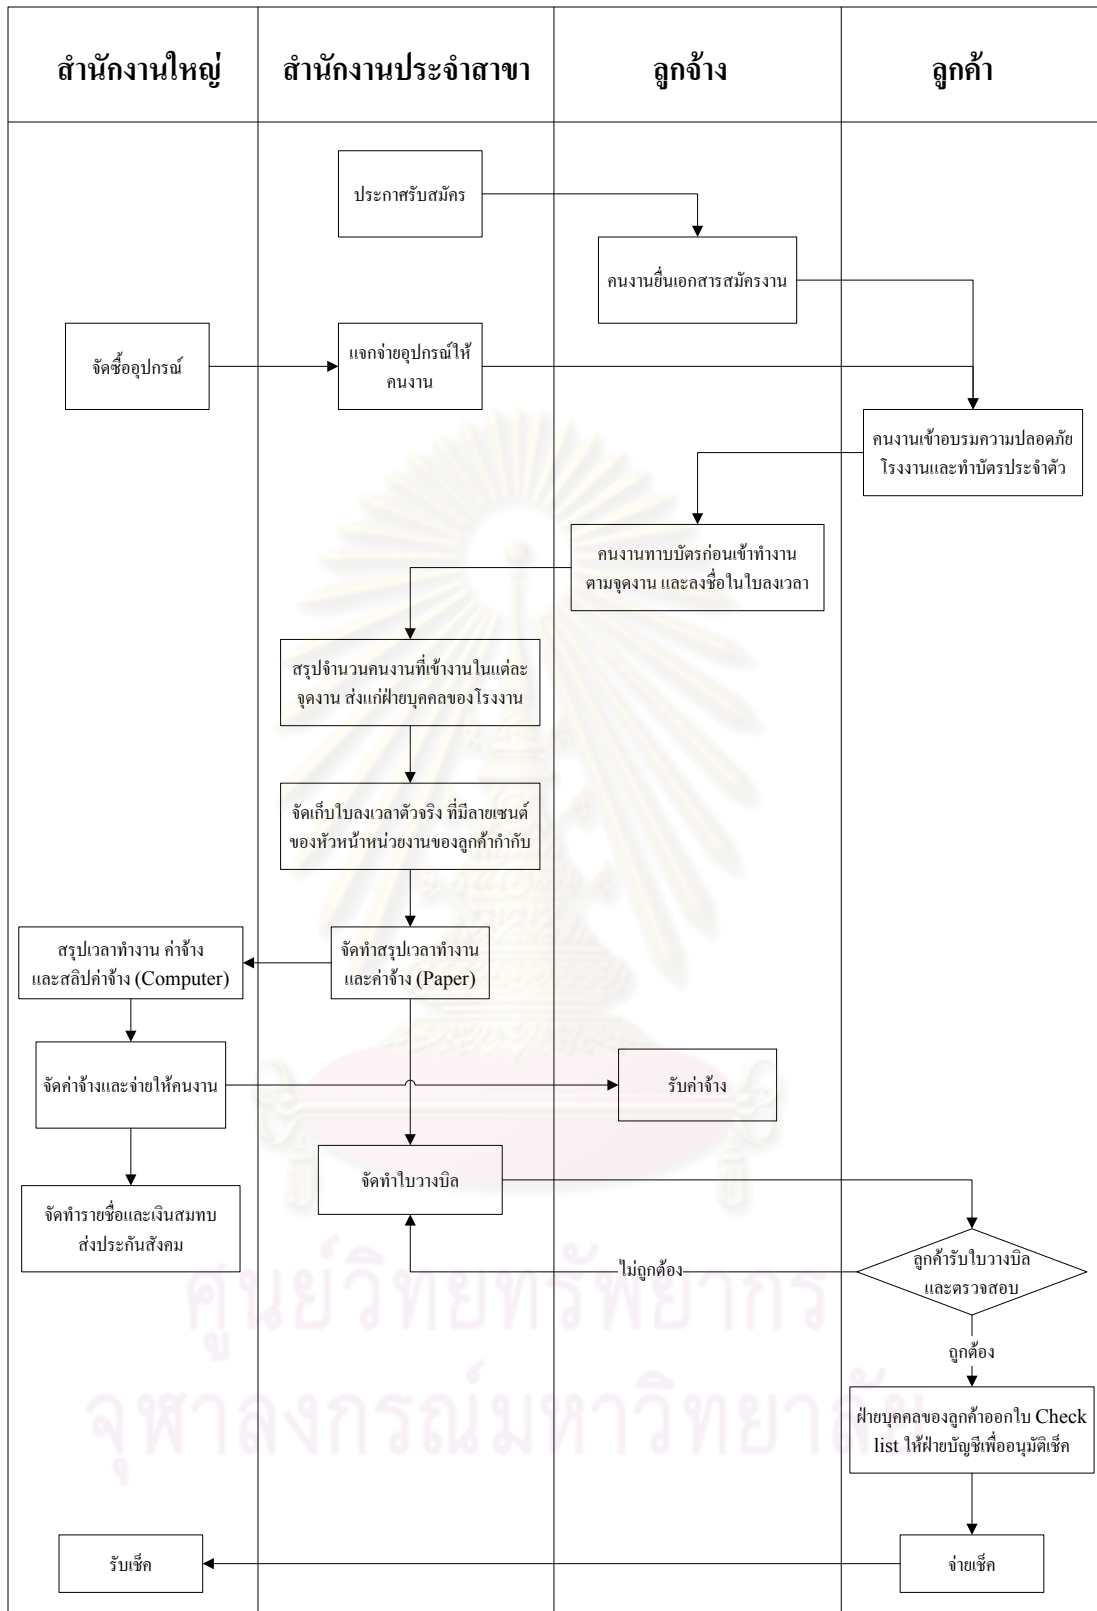 สำนักงานใหญ่
สำนักงานประจำสาขา
ลูกจ้าง
ลูกค้า
ประกาศรับสมัคร
คนงานยื่นเอกสารสมัครงาน
จัดซื้ออุปกรณ์
แจกจ่ายอุปกรณ์ให้
คนงาน
คนงานเข้าอบรมความปลอดภัย
โรงงานและทำบัตรประจำตัว
คนงานทาบบัตรก่อนเข้าทำงาน
ตามจุดงาน และลงชื่อในใบลงเวลา
สรุปจำนวนคนงานที่เข้างานในแต่ละ
จุดงาน ส่งแก่ฝ่ายบุคคลของโรงงาน
จัดเก็บใบลงเวลาตัวจริง ที่มีลายเซนต์
ของหัวหน้าหน่วยงานของลูกค้ากำกับ
สรุปเวลาทำงาน ค่าจ้าง
และสลิปค่าจ้าง (Computer)
จัดทำสรุปเวลาทำงาน
และค่าจ้าง (Paper)
จัดค่าจ้างและจ่ายให้คนงาน
รับค่าจ้าง
จัดทำใบวางบิล
จัดทำรายชื่อและเงินสมทบ
ส่งประกันสังคม
ลูกค้ารับใบวางบิล
และตรวจสอบ
ไม่ถูกต้อง
ถูกต้อง
ฝ่ายบุคคลของลูกค้าออกใบ Check
list ให้ฝ่ายบัญชีเพื่ออนุมัติเช็ค
รับเช็ค
จ่ายเช็ค
ศูนย์วิทยทรัพยากร
จุฬาลงกรณ์มหาวิทยาลัย